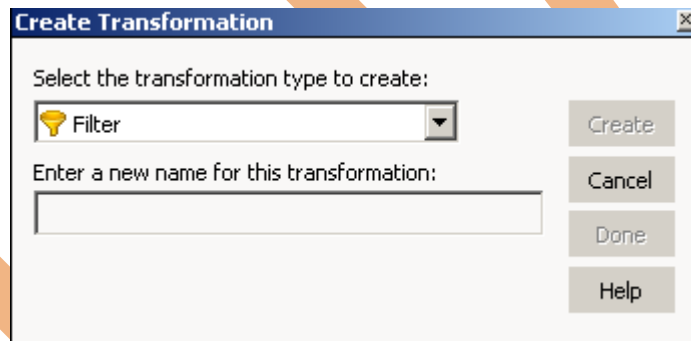 Create Transformation
Select the transformation type to create:
Filter
Create
Enter a new name for this transformation:
Cancel
Done
Help